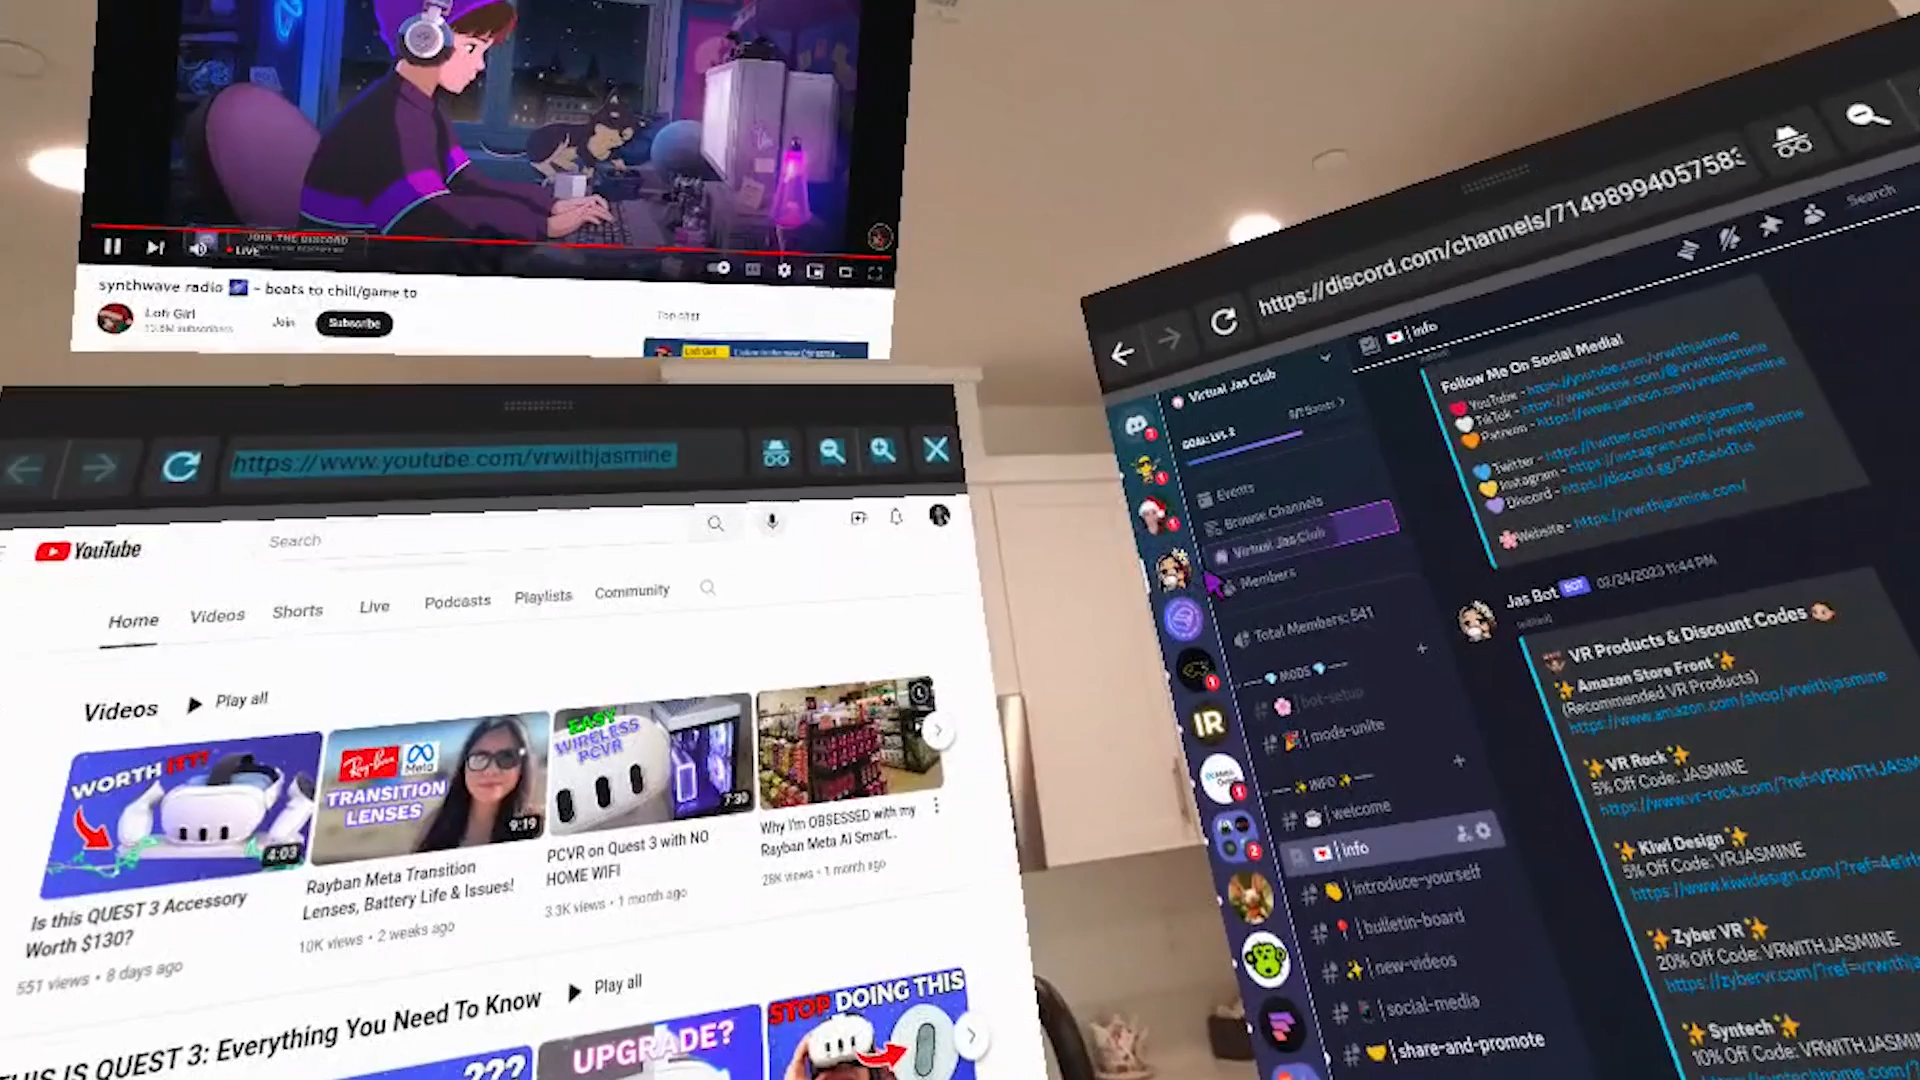 JOIN THE DISCORD
LIVE
synthwave radio 🌌 – beats to chill/game to
Lofi Girl
Join
Subscribe
Top chat
https://www.youtube.com/vrwithjasmine
YouTube
Search
Home
Videos
Shorts
Live
Podcasts
Playlists
Community
Videos
Play all
WORTH IT?
4:03
Is this QUEST 3 Accessory
Worth $130?
551 views • 8 days ago
Ray-Ban
Meta
TRANSITION
LENSES
9:19
Rayban Meta Transition
Lenses, Battery Life & Issues!
10K views • 2 weeks ago
EASY
WIRELESS
PCVR
7:39
PCVR on Quest 3 with NO
HOME WIFI
3.3K views • 1 month ago
Why I'm OBSESSED with my
Rayban Meta Ai Smart...
28K views • 1 month ago
THIS IS QUEST 3: Everything You Need To Know
Play all
???
UPGRADE?
STOP DOING THIS
https://discord.com/channels/71498994057583
Search
Virtual Jas Club
GOAL: LVL 2
Events
Browse Channels
Virtual Jas Club
Members
Total Members: 541
MODS
bot-setup
mods-unite
INFO
welcome
info
introduce-yourself
bulletin-board
new-videos
social-media
share-and-promote
IR
info
Follow Me On Social Media!
YouTube - https://youtube.com/vrwithjasmine
TikTok - https://www.tiktok.com/@vrwithjasmine
Patreon - https://www.patreon.com/vrwithjasmine
Twitter - https://twitter.com/vrwithjasmine
Instagram - https://instagram.com/vrwithjasmine
Discord - https://discord.gg/
Website - https://vrwithjasmine.com/
Jas Bot BOT 02/24/2023 11:44 PM
(edited)
VR Products & Discount Codes
✨ Amazon Store Front ✨
(Recommended VR Products)
https://www.amazon.com/shop/vrwithjasmine
✨ VR Rock ✨
5% Off Code: JASMINE
https://www.vr-rock.com/?ref=VRWITHJASM
✨ Kiwi Design ✨
5% Off Code: VRJASMINE
https://www.kiwidesign.com/?ref=
✨ Zyber VR ✨
20% Off Code: VRWITHJASMINE
https://zybervr.com/?ref=vrwithja
✨ Syntech ✨
10% Off Code: VRWITHJASMI